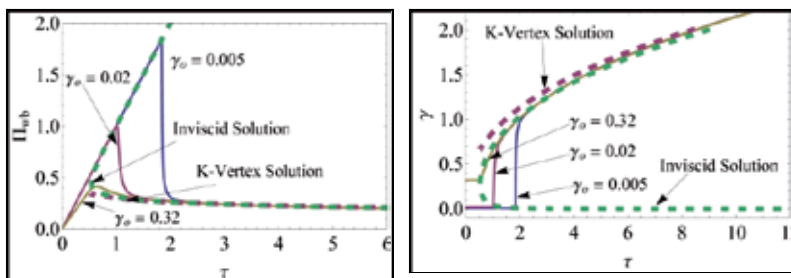 2.0
1.5
1.0
0.5
0.0
Π_wb
γ_o = 0.02
γ_o = 0.005
Inviscid Solution
K-Vertex Solution
γ_o = 0.32
0 1 2 3 4 5 6
τ
2.0
1.5
1.0
0.5
0.0
γ
K-Vertex Solution
γ_o = 0.32
γ_o = 0.02
γ_o = 0.005
Inviscid Solution
0 2 4 6 8 10 12
τ